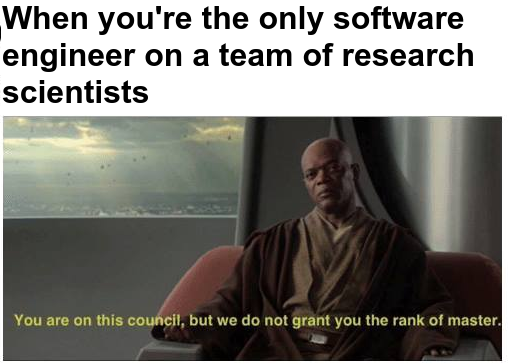 When you're the only software
engineer on a team of research
scientists
You are on this council, but we do not grant you the rank of master.